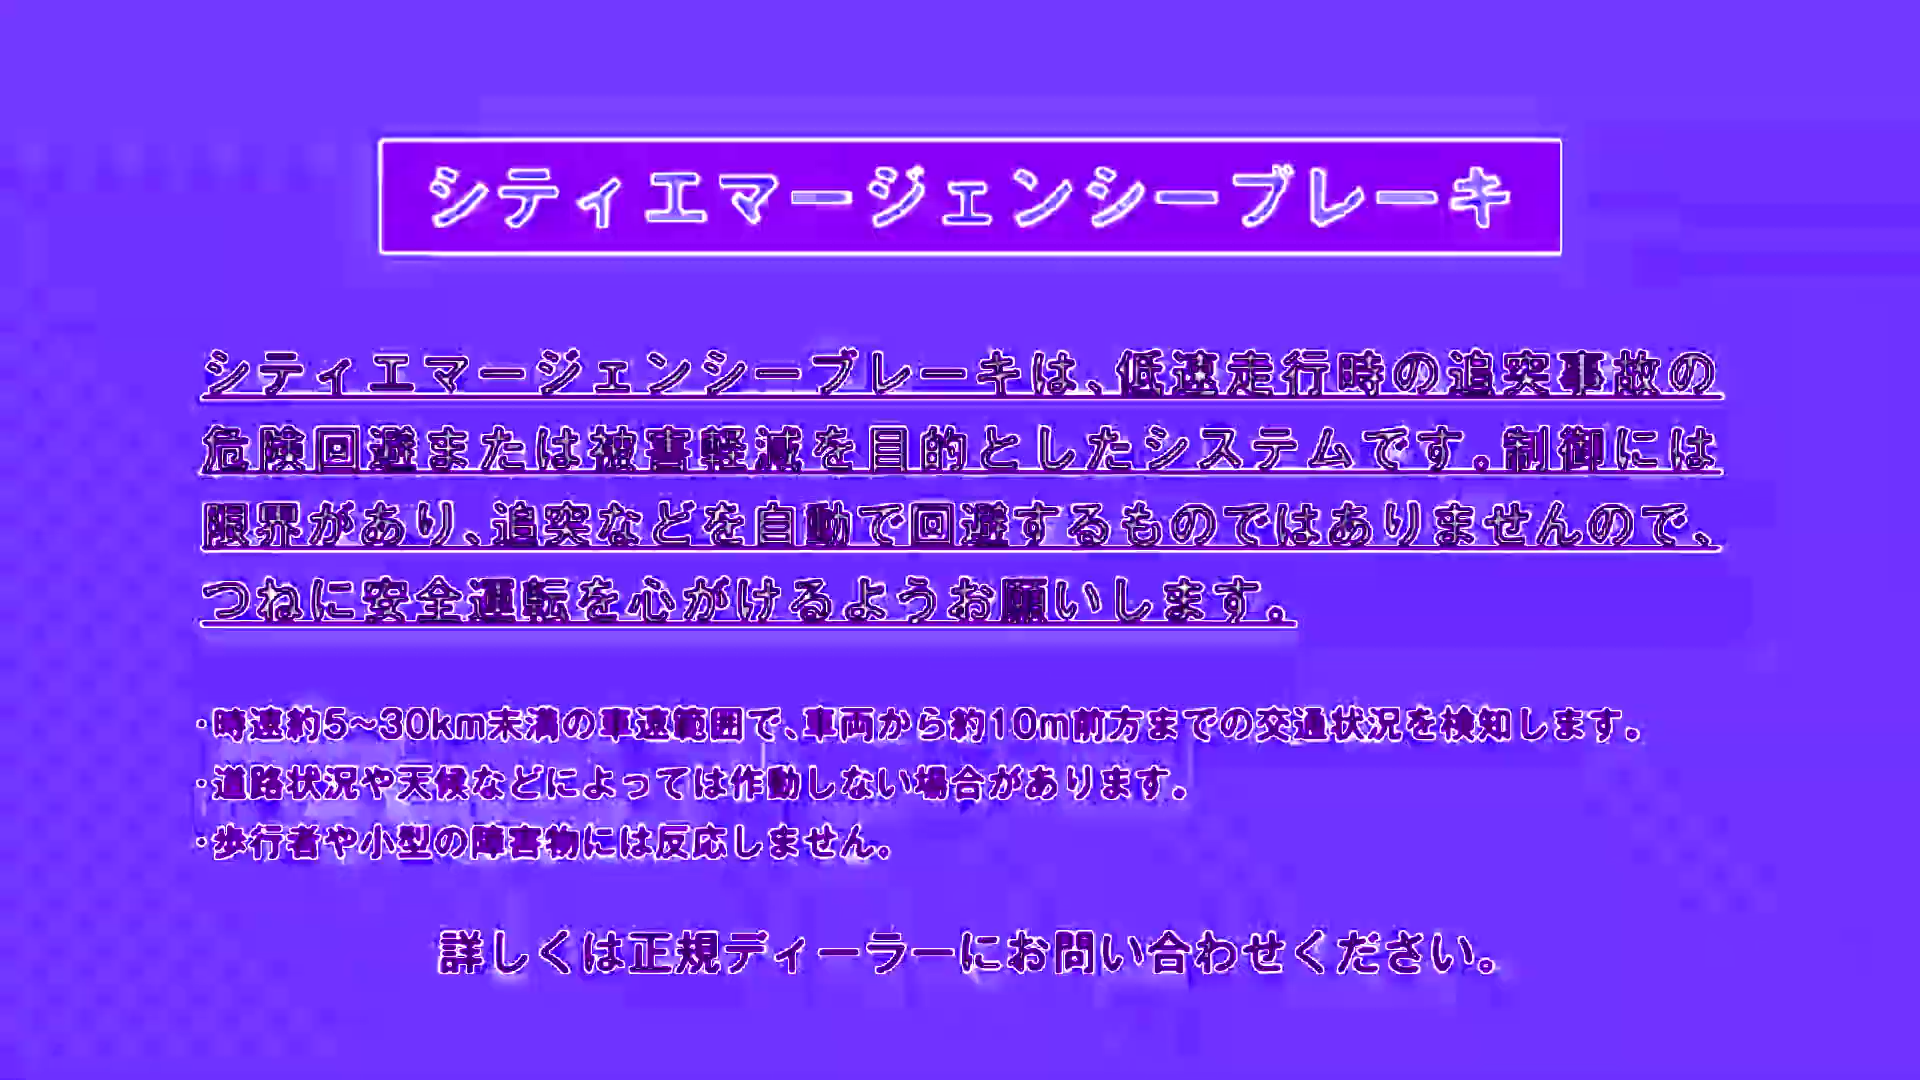 シティエマージェンシーブレーキ
シティエマージェンシーブレーキは、低速走行時の追突事故の
危険回避または被害軽減を目的としたシステムです。制御には
限界があり、追突などを自動で回避するものではありませんので、
つねに安全運転を心がけるようお願いします。
・時速約5~30km未満の車速範囲で、車両から約10m前方までの交通状況を検知します。
・道路状況や天候などによっては作動しない場合があります。
・歩行者や小型の障害物には反応しません。
詳しくは正規ディーラーにお問い合わせください。